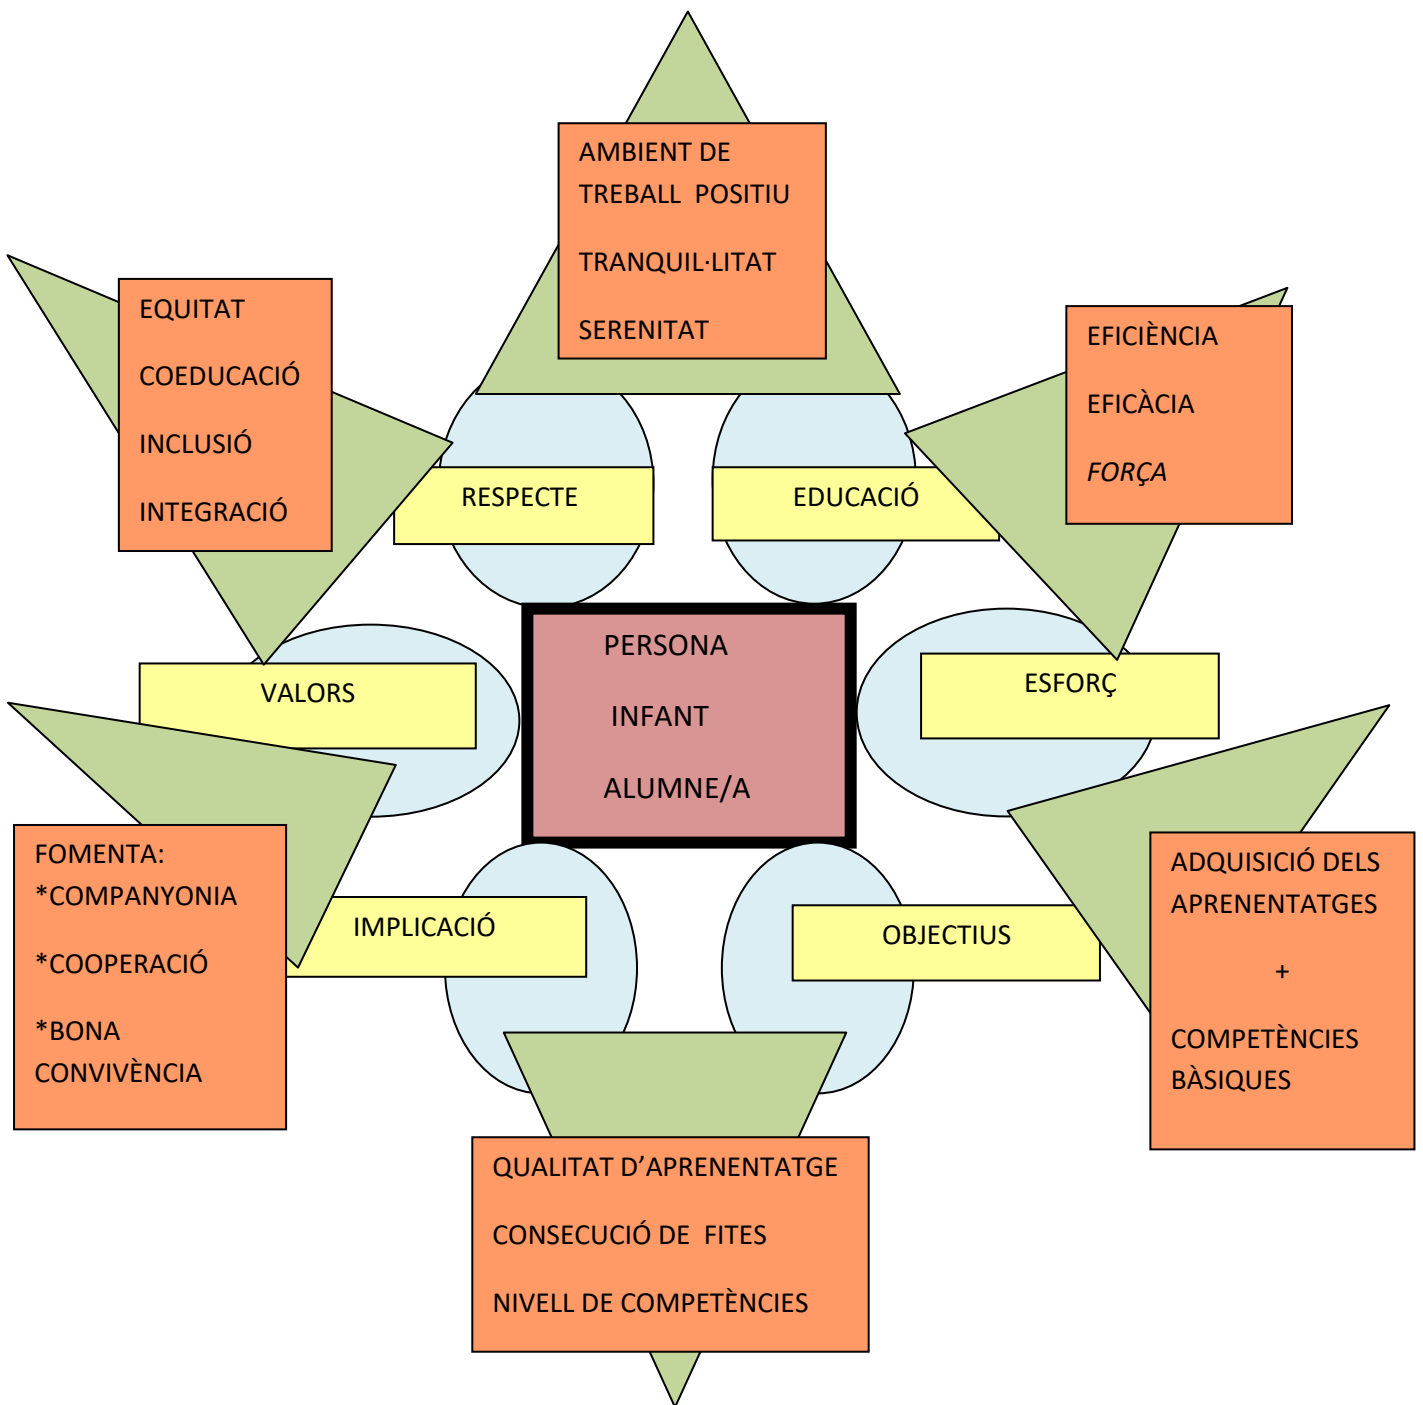 AMBIENT DE
TREBALL POSITIU
TRANQUIL·LITAT
SERENITAT
EQUITAT
COEDUCACIÓ
INCLUSIÓ
INTEGRACIÓ
EFICIÈNCIA
EFICÀCIA
FORÇA
RESPECTE
EDUCACIÓ
PERSONA
INFANT
ALUMNE/A
VALORS
ESFORÇ
FOMENTA:
*COMPANYONIA
*COOPERACIÓ
*BONA
CONVIVÈNCIA
IMPLICACIÓ
OBJECTIUS
ADQUISICIÓ DELS
APRENENTATGES
+
COMPETÈNCIES
BÀSIQUES
QUALITAT D’APRENENTATGE
CONSECUCIÓ DE FITES
NIVELL DE COMPETÈNCIES